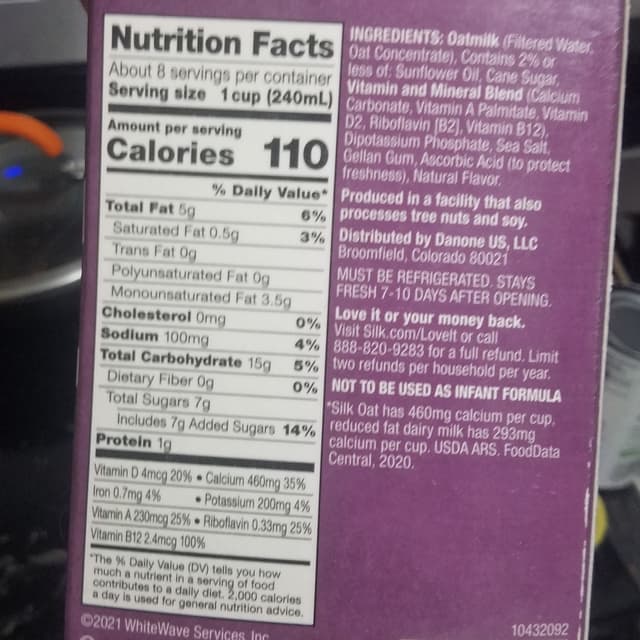 Nutrition Facts
About 8 servings per container
Serving size 1 cup (240mL)
Amount per serving
Calories 110
% Daily Value*
Total Fat 5g 6%
Saturated Fat 0.5g 3%
Trans Fat 0g
Polyunsaturated Fat 0g
Monounsaturated Fat 3.5g
Cholesterol 0mg 0%
Sodium 100mg 4%
Total Carbohydrate 15g 5%
Dietary Fiber 0g 0%
Total Sugars 7g
Includes 7g Added Sugars 14%
Protein 1g
Vitamin D 4mcg 20% • Calcium 460mg 35%
Iron 0.7mg 4% • Potassium 200mg 4%
Vitamin A 230mcg 25% • Riboflavin 0.33mg 25%
Vitamin B12 2.4mcg 100%
*The % Daily Value (DV) tells you how
much a nutrient in a serving of food
contributes to a daily diet. 2,000 calories
a day is used for general nutrition advice.
©2021 WhiteWave Services, Inc.
INGREDIENTS: Oatmilk (Filtered Water,
Oat Concentrate), Contains 2% or
less of: Sunflower Oil, Cane Sugar,
Vitamin and Mineral Blend (Calcium
Carbonate, Vitamin A Palmitate, Vitamin
D2, Riboflavin [B2], Vitamin B12),
Dipotassium Phosphate, Sea Salt,
Gellan Gum, Ascorbic Acid (to protect
freshness), Natural Flavor.
Produced in a facility that also
processes tree nuts and soy.
Distributed by Danone US, LLC
Broomfield, Colorado 80021
MUST BE REFRIGERATED. STAYS
FRESH 7-10 DAYS AFTER OPENING.
Love it or your money back.
Visit Silk.com/LoveIt or call
888-820-9283 for a full refund. Limit
two refunds per household per year.
NOT TO BE USED AS INFANT FORMULA
*Silk Oat has 460mg calcium per cup,
reduced fat dairy milk has 293mg
calcium per cup. USDA ARS. FoodData
Central, 2020.
10432092